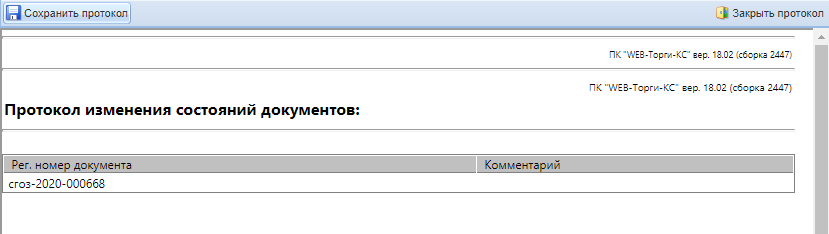 Сохранить протокол Закрыть протокол
ПК "WEB-Торги-КС" вер. 18.02 (сборка 2447)
ПК "WEB-Торги-КС" вер. 18.02 (сборка 2447)
Протокол изменения состояний документов:
Рег. номер документа Комментарий
сгоз-2020-000668